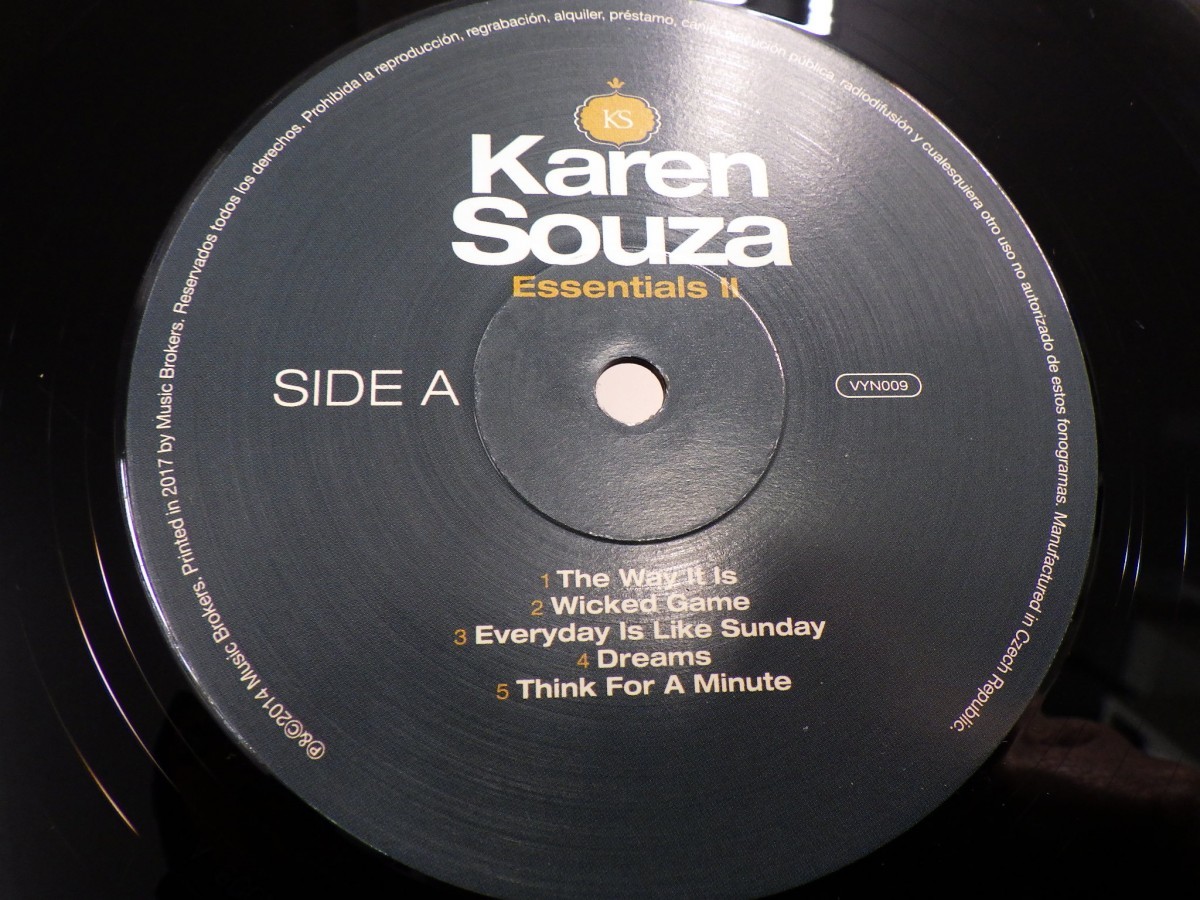 KS
Karen
Souza
Essentials II
SIDE A
VYN009
1 The Way It Is
2 Wicked Game
3 Everyday Is Like Sunday
4 Dreams
5 Think For A Minute
℗&©2014 Music Brokers. Printed in 2017 by Music Brokers. Reservados todos los derechos. Prohibida la reproducción, regrabación, alquiler, préstamo, canje, ejecución pública, radiodifusión y cualesquiera otro uso no autorizado de estos fonogramas. Manufactured in Czech Republic.